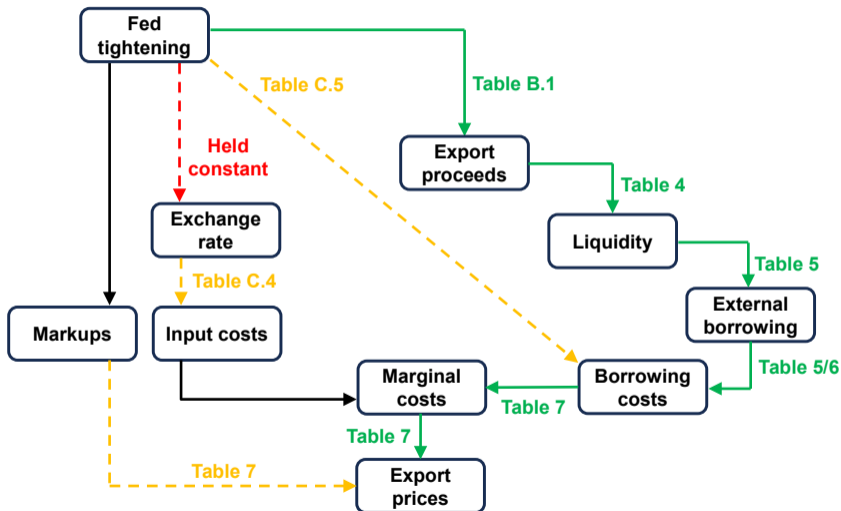 Fed
tightening
Table C.5
Table B.1
Held
constant
Export
proceeds
Table 4
Exchange
rate
Liquidity
Table C.4
Table 5
Markups
Input costs
External
borrowing
Table 5/6
Marginal
costs
Table 7
Borrowing
costs
Table 7
Table 7
Export
prices